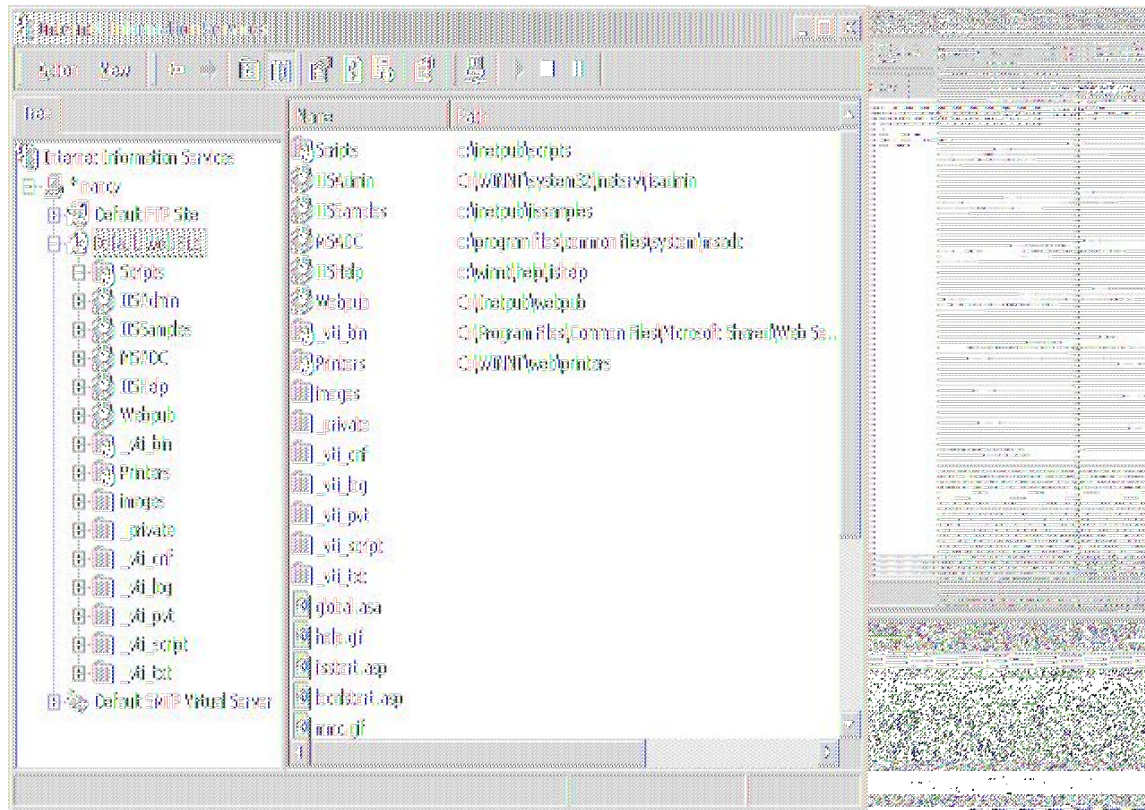 Internet Information Services
Action View
Tree
Internet Information Services
* nancy
Default FTP Site
Default Web Site
Scripts
IISAdmin
IISSamples
MSADC
IISHelp
Webpub
_vti_bin
Printers
images
_private
_vti_cnf
_vti_log
_vti_pvt
_vti_script
_vti_txt
Default SMTP Virtual Server
Name Path
Scripts c:\inetpub\scripts
IISAdmin C:\WINNT\system32\inetsrv\iisadmin
IISSamples c:\inetpub\iissamples
MSADC c:\program files\common files\system\msadc
IISHelp c:\winnt\help\iishelp
Webpub C:\Inetpub\webpub
_vti_bin C:\Program Files\Common Files\Microsoft Shared\Web Se...
Printers C:\WINNT\web\printers
images
_private
_vti_cnf
_vti_log
_vti_pvt
_vti_script
_vti_txt
global.asa
help.gif
iisstart.asp
localstart.asp
mmc.gif